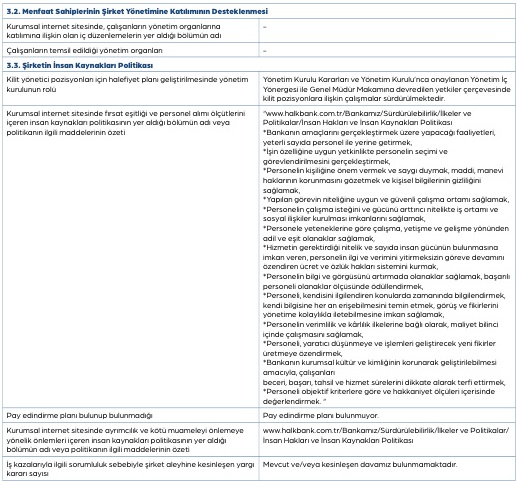 3.2. Menfaat Sahiplerinin Şirket Yönetimine Katılımının Desteklenmesi
Kurumsal internet sitesinde, çalışanların yönetim organlarına
katılımına ilişkin olan iç düzenlemelerin yer aldığı bölümün adı
–
Çalışanların temsil edildiği yönetim organları
–
3.3. Şirketin İnsan Kaynakları Politikası
Kilit yönetici pozisyonları için halefiyet planı geliştirilmesinde yönetim
kurulunun rolü
Yönetim Kurulu Kararları ve Yönetim Kurulu'nca onaylanan Yönetim İç
Yönergesi ile Genel Müdür Makamına devredilen yetkiler çerçevesinde
kilit pozisyonlara ilişkin çalışmalar sürdürülmektedir.
Kurumsal internet sitesinde fırsat eşitliği ve personel alımı ölçütlerini
içeren insan kaynakları politikasının yer aldığı bölümün adı veya
politikanın ilgili maddelerinin özeti
"www.halkbank.com.tr/Bankamız/Sürdürülebilirlik/İlkeler ve
Politikalar/İnsan Hakları ve İnsan Kaynakları Politikası
*Bankanın amaçlarını gerçekleştirmek üzere yapacağı faaliyetleri,
yeterli sayıda personel ile yerine getirmek,
*İşin özelliğine uygun yetkinlikte personelin seçimi ve
görevlendirilmesini gerçekleştirmek,
*Personelin kişiliğine önem vermek ve saygı duymak, maddi, manevi
haklarının korunmasını gözetmek ve kişisel bilgilerinin gizliliğini
sağlamak,
*Yapılan görevin niteliğine uygun ve güvenli çalışma ortamı sağlamak,
*Personelin çalışma isteğini ve gücünü arttırıcı nitelikte iş ortamı ve
sosyal ilişkiler kurulması imkanlarını sağlamak,
*Personele yeteneklerine göre çalışma, yetişme ve gelişme yönünden
adil ve eşit olanaklar sağlamak,
*Hizmetin gerektirdiği nitelik ve sayıda insan gücünün bulunmasına
imkan veren, personelin ilgi ve verimini yitirmeksizin göreve devamını
özendiren ücret ve özlük hakları sistemini kurmak,
*Personelin bilgi ve görgüsünü artırmada olanaklar sağlamak, başarılı
personeli olanaklar ölçüsünde ödüllendirmek,
*Personeli, kendisini ilgilendiren konularda zamanında bilgilendirmek,
kendi bilgisine her an erişebilmesini temin etmek, görüş ve fikirlerini
yönetime kolaylıkla iletebilmesine imkan sağlamak,
*Personelin verimlilik ve kârlılık ilkelerine bağlı olarak, maliyet bilinci
içinde çalışmasını sağlamak,
*Personeli, yaratıcı düşünmeye ve işlemleri geliştirecek yeni fikirler
üretmeye özendirmek,
*Bankanın kurumsal kültür ve kimliğinin korunarak geliştirilebilmesi
amacıyla, çalışanları
beceri, başarı, tahsil ve hizmet sürelerini dikkate alarak terfi ettirmek,
*Personeli objektif kriterlere göre ve hakkaniyet ölçüleri içerisinde
değerlendirmek. "
Pay edindirme planı bulunup bulunmadığı
Pay edindirme planı bulunmuyor.
Kurumsal internet sitesinde ayrımcılık ve kötü muameleyi önlemeye
yönelik önlemleri içeren insan kaynakları politikasının yer aldığı
bölümün adı veya politikanın ilgili maddelerinin özeti
www.halkbank.com.tr/Bankamız/Sürdürülebilirlik/İlkeler ve Politikalar/
İnsan Hakları ve İnsan Kaynakları Politikası
İş kazalarıyla ilgili sorumluluk sebebiyle şirket aleyhine kesinleşen yargı
kararı sayısı
Mevcut ve/veya kesinleşen davamız bulunmamaktadır.